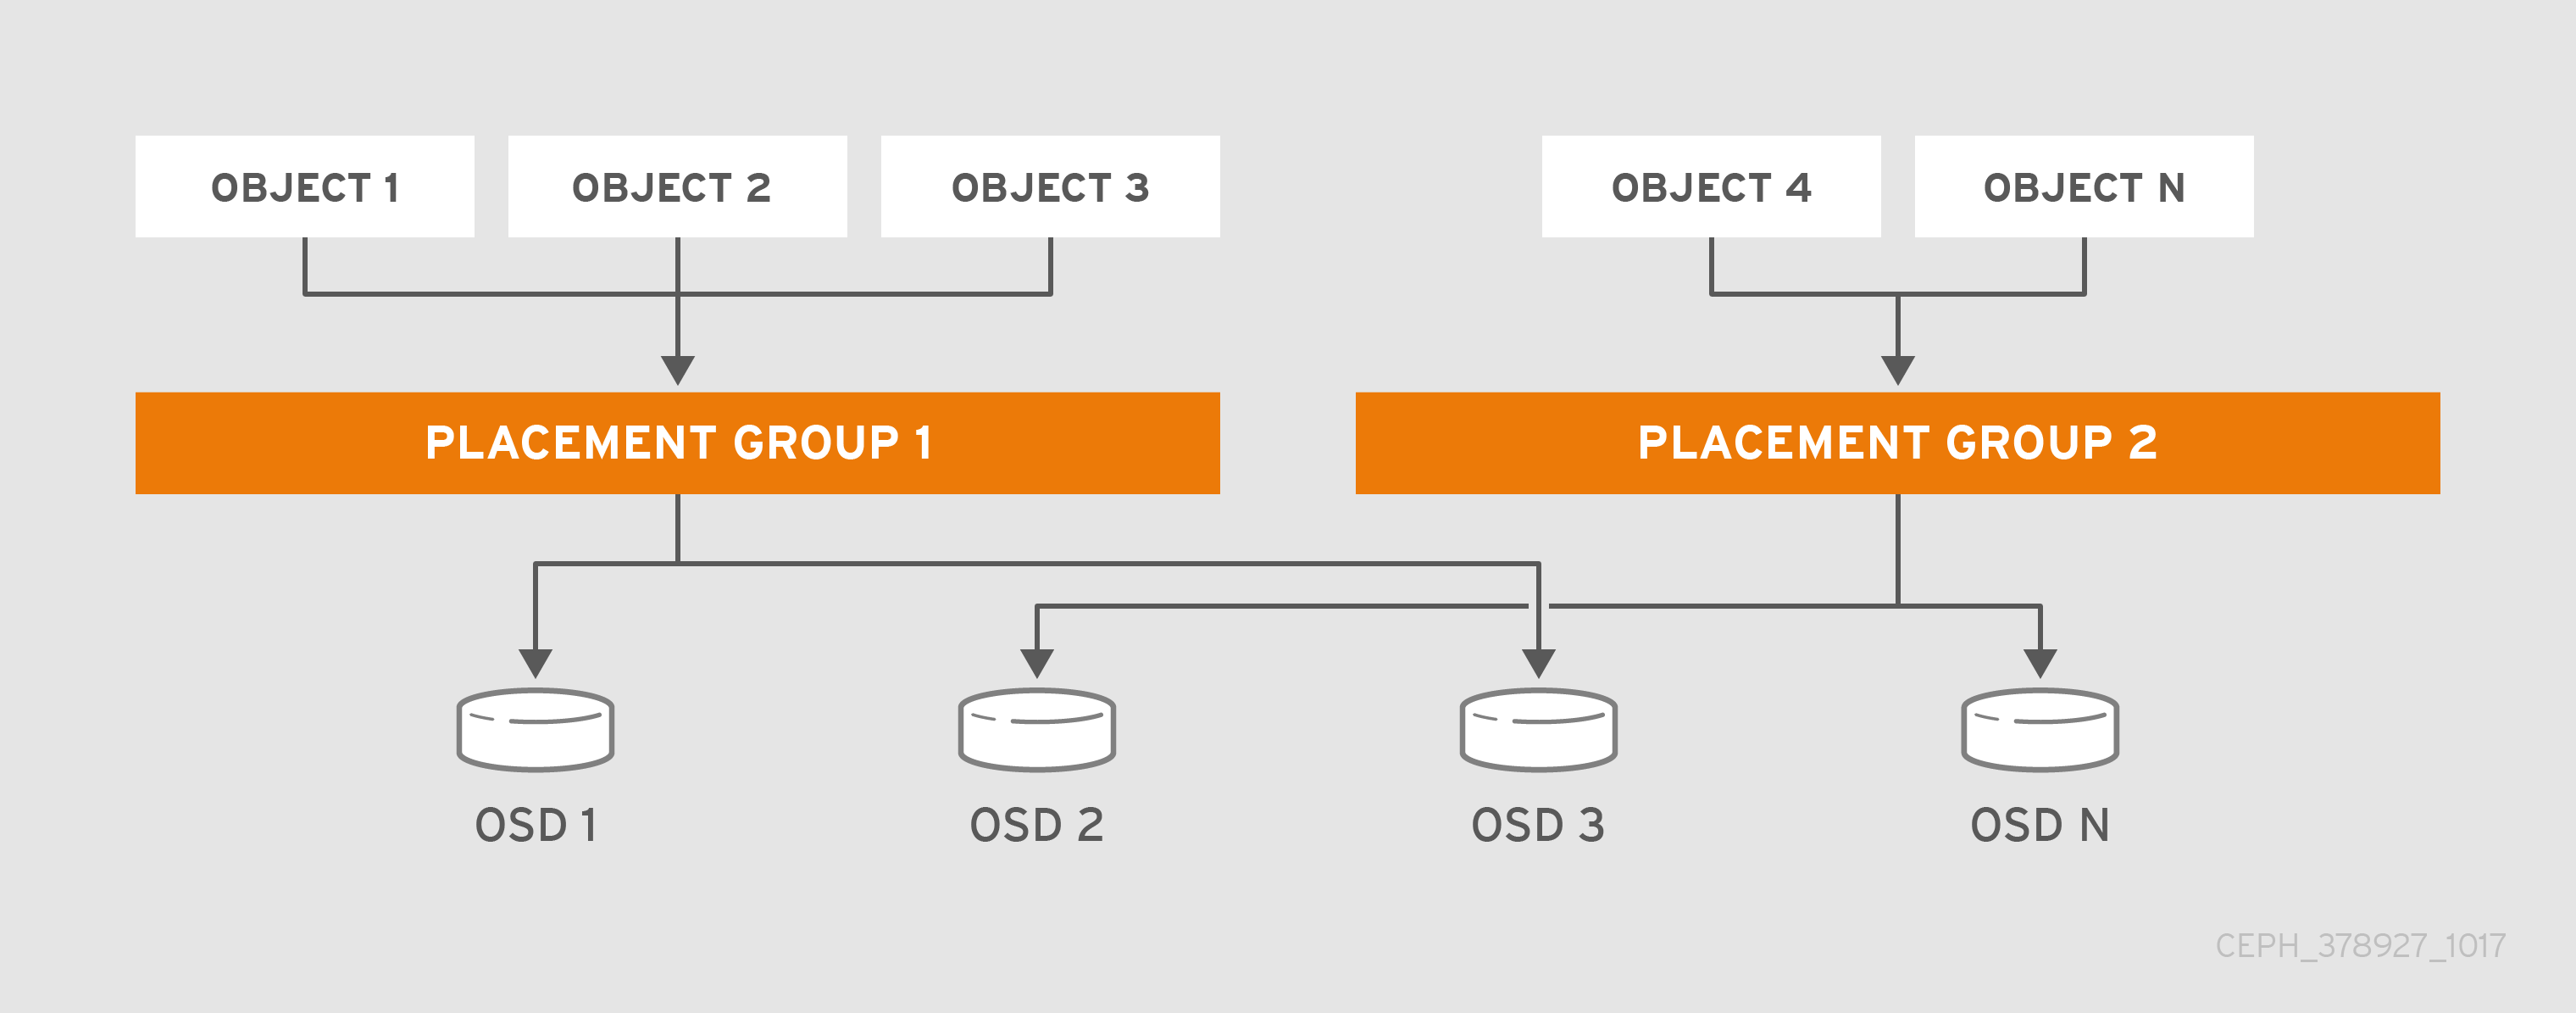 OBJECT 1
OBJECT 2
OBJECT 3
OBJECT 4
OBJECT N
PLACEMENT GROUP 1
PLACEMENT GROUP 2
OSD 1
OSD 2
OSD 3
OSD N
CEPH_378927_1017